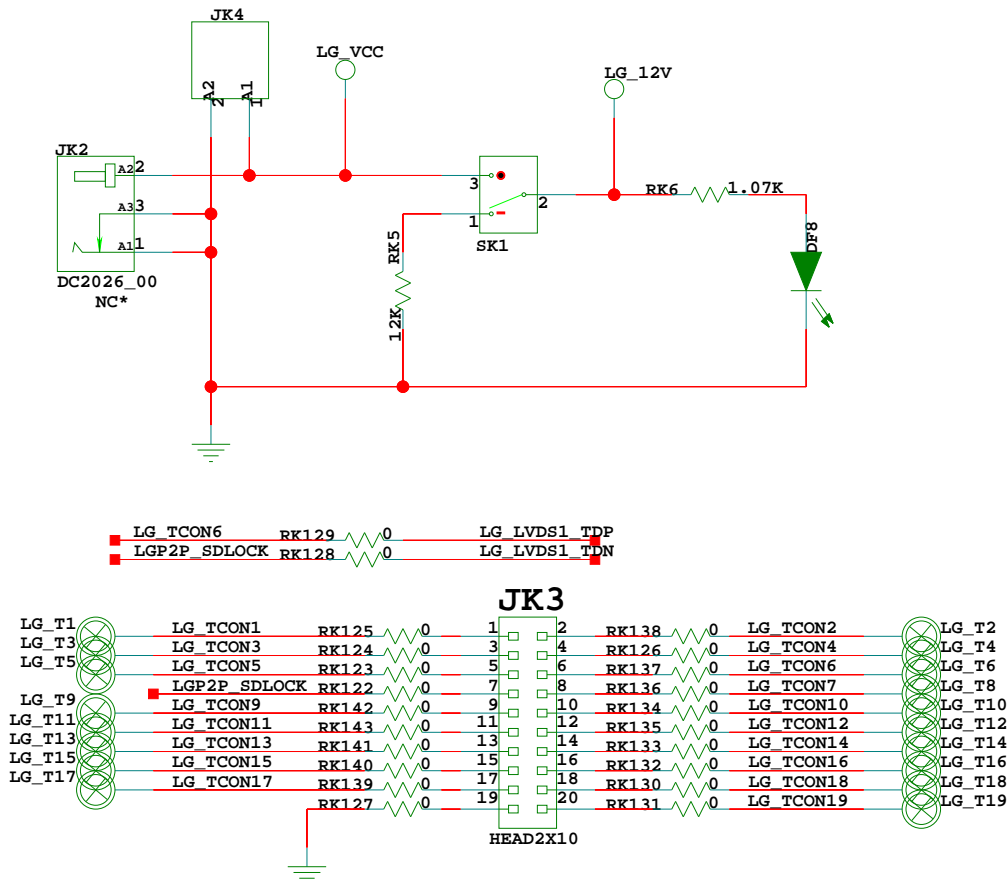 JK4
A2 2
A1 1
LG_VCC
LG_12V
JK2
A2 2
A3 3
A1 1
DC2026_00
NC*
3
1
2
SK1
RK5
12K
RK6 1.07K
DF8
LG_TCON6 RK129 0 LG_LVDS1_TDP
LGP2P_SDLOCK RK128 0 LG_LVDS1_TDN
JK3
LG_T1 LG_TCON1 RK125 0 1 2 RK138 0 LG_TCON2 LG_T2
LG_T3 LG_TCON3 RK124 0 3 4 RK126 0 LG_TCON4 LG_T4
LG_T5 LG_TCON5 RK123 0 5 6 RK137 0 LG_TCON6 LG_T6
LGP2P_SDLOCK RK122 0 7 8 RK136 0 LG_TCON7 LG_T8
LG_T9 LG_TCON9 RK142 0 9 10 RK134 0 LG_TCON10 LG_T10
LG_T11 LG_TCON11 RK143 0 11 12 RK135 0 LG_TCON12 LG_T12
LG_T13 LG_TCON13 RK141 0 13 14 RK133 0 LG_TCON14 LG_T14
LG_T15 LG_TCON15 RK140 0 15 16 RK132 0 LG_TCON16 LG_T16
LG_T17 LG_TCON17 RK139 0 17 18 RK130 0 LG_TCON18 LG_T18
RK127 0 19 20 RK131 0 LG_TCON19 LG_T19
HEAD2X10